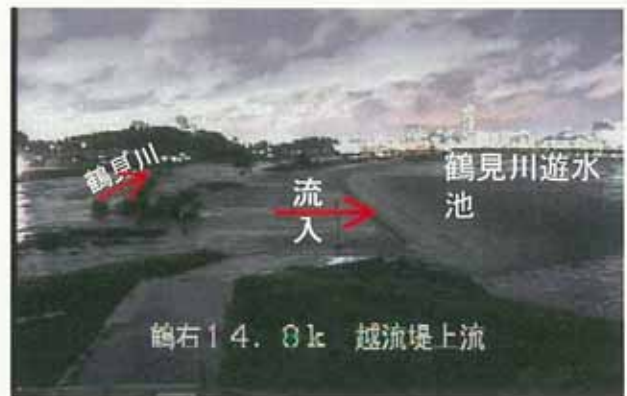 鶴見川
流
入
鶴見川遊水
池
鶴右14.8k 越流堤上流